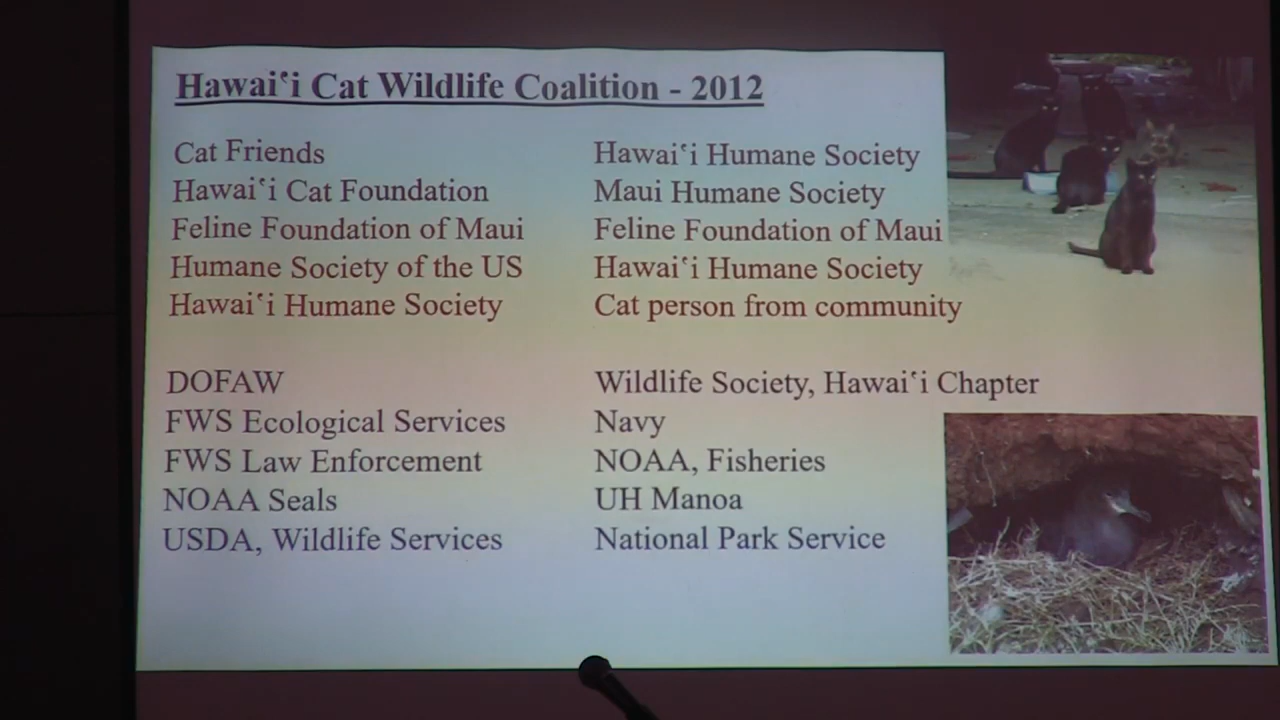 Hawaiʻi Cat Wildlife Coalition - 2012
Cat Friends
Hawaiʻi Cat Foundation
Feline Foundation of Maui
Humane Society of the US
Hawaiʻi Humane Society
Hawaiʻi Humane Society
Maui Humane Society
Feline Foundation of Maui
Hawaiʻi Humane Society
Cat person from community
DOFAW
FWS Ecological Services
FWS Law Enforcement
NOAA Seals
USDA, Wildlife Services
Wildlife Society, Hawaiʻi Chapter
Navy
NOAA, Fisheries
UH Manoa
National Park Service